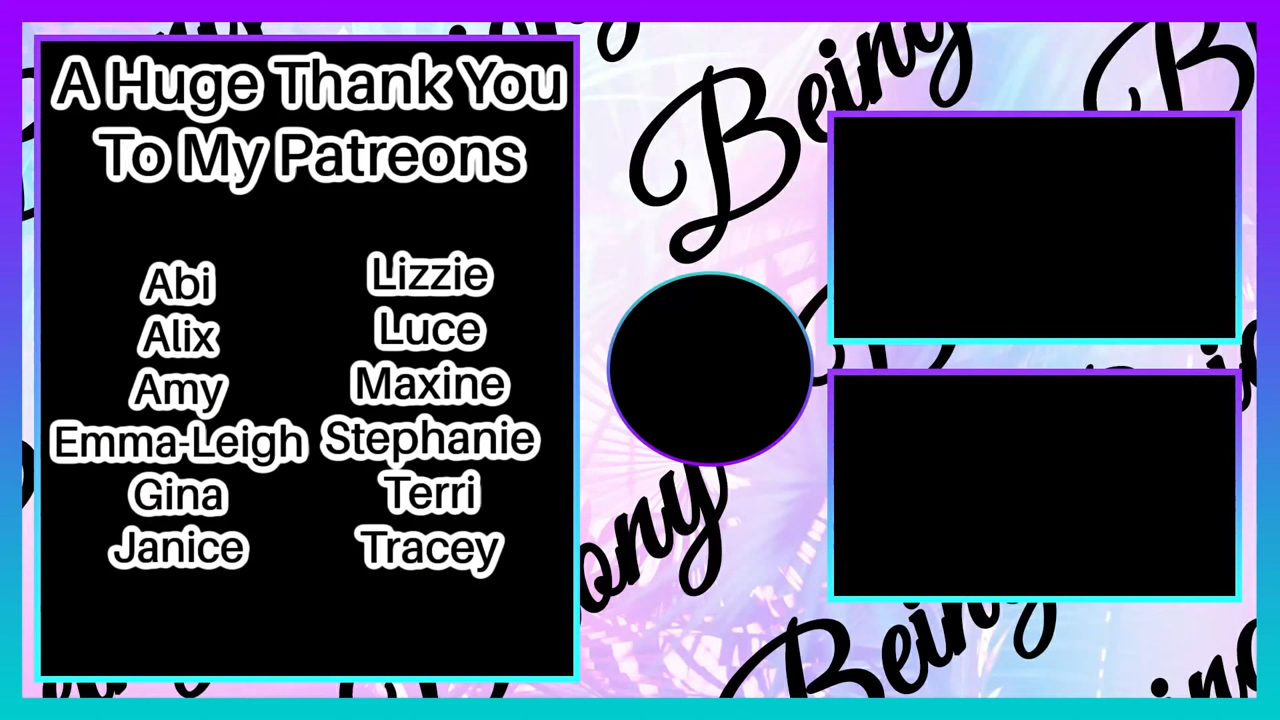 A Huge Thank You
To My Patreons
Abi
Alix
Amy
Emma-Leigh
Gina
Janice
Lizzie
Luce
Maxine
Stephanie
Terri
Tracey
Being
Being